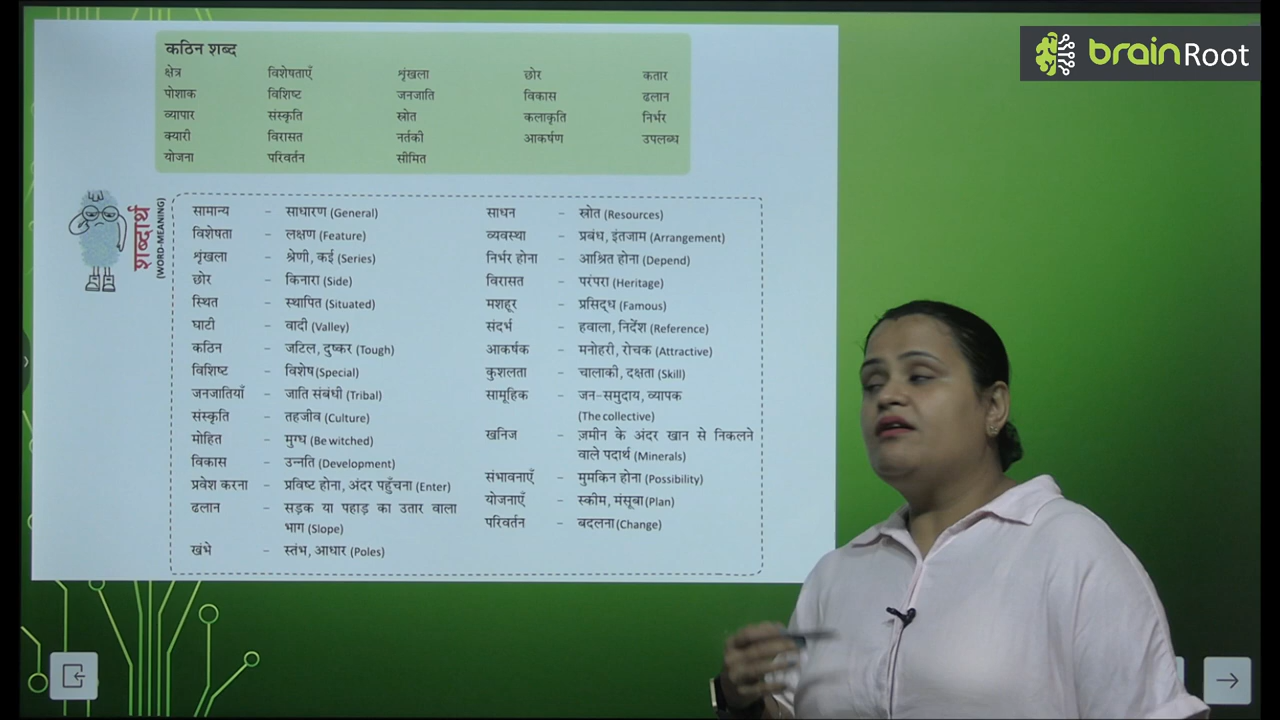 brainRoot
कठिन शब्द
क्षेत्र विशेषताएँ शृंखला छोर कतार
पोशाक विशिष्ट जनजाति विकास ढलान
व्यापार संस्कृति स्रोत कलाकृति निर्भर
क्यारी विरासत नर्तकी आकर्षण उपलब्ध
योजना परिवर्तन सीमित
शब्दार्थ
(WORD-MEANING)
सामान्य – साधारण (General)
विशेषता – लक्षण (Feature)
शृंखला – श्रेणी, कई (Series)
छोर – किनारा (Side)
स्थित – स्थापित (Situated)
घाटी – वादी (Valley)
कठिन – जटिल, दुष्कर (Tough)
विशिष्ट – विशेष (Special)
जनजातियाँ – जाति संबंधी (Tribal)
संस्कृति – तहजीव (Culture)
मोहित – मुग्ध (Be witched)
विकास – उन्नति (Development)
प्रवेश करना – प्रविष्ट होना, अंदर पहुँचना (Enter)
ढलान – सड़क या पहाड़ का उतार वाला
भाग (Slope)
खंभे – स्तंभ, आधार (Poles)
साधन – स्रोत (Resources)
व्यवस्था – प्रबंध, इंतजाम (Arrangement)
निर्भर होना – आश्रित होना (Depend)
विरासत – परंपरा (Heritage)
मशहूर – प्रसिद्ध (Famous)
संदर्भ – हवाला, निर्देश (Reference)
आकर्षक – मनोहरी, रोचक (Attractive)
कुशलता – चालाकी, दक्षता (Skill)
सामूहिक – जन-समुदाय, व्यापक
(The collective)
खनिज – ज़मीन के अंदर खान से निकलने
वाले पदार्थ (Minerals)
संभावनाएँ – मुमकिन होना (Possibility)
योजनाएँ – स्कीम, मंसूबा (Plan)
परिवर्तन – बदलना (Change)